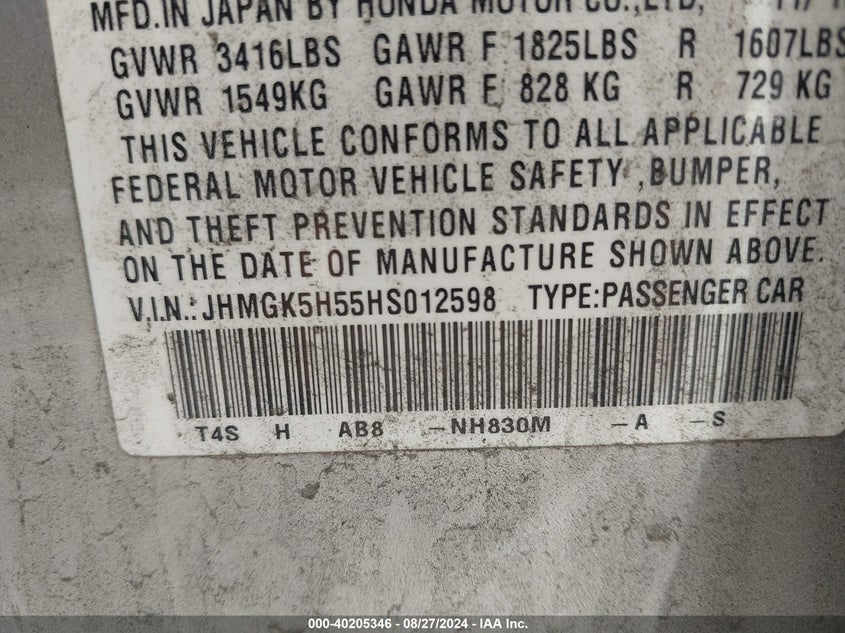 MFD.IN JAPAN BY HONDA MOTOR CO.,LTD,
GVWR 3416LBS GAWR F 1825LBS R 1607LBS
GVWR 1549KG GAWR F 828 KG R 729 KG
THIS VEHICLE CONFORMS TO ALL APPLICABLE
FEDERAL MOTOR VEHICLE SAFETY ,BUMPER,
AND THEFT PREVENTION STANDARDS IN EFFECT
ON THE DATE OF MANUFACTURE SHOWN ABOVE.
V.I.N.:JHMGK5H55HS012598 TYPE:PASSENGER CAR
T4S H AB8 -NH830M -A -S
000-40205346 - 08/27/2024 - IAA Inc.